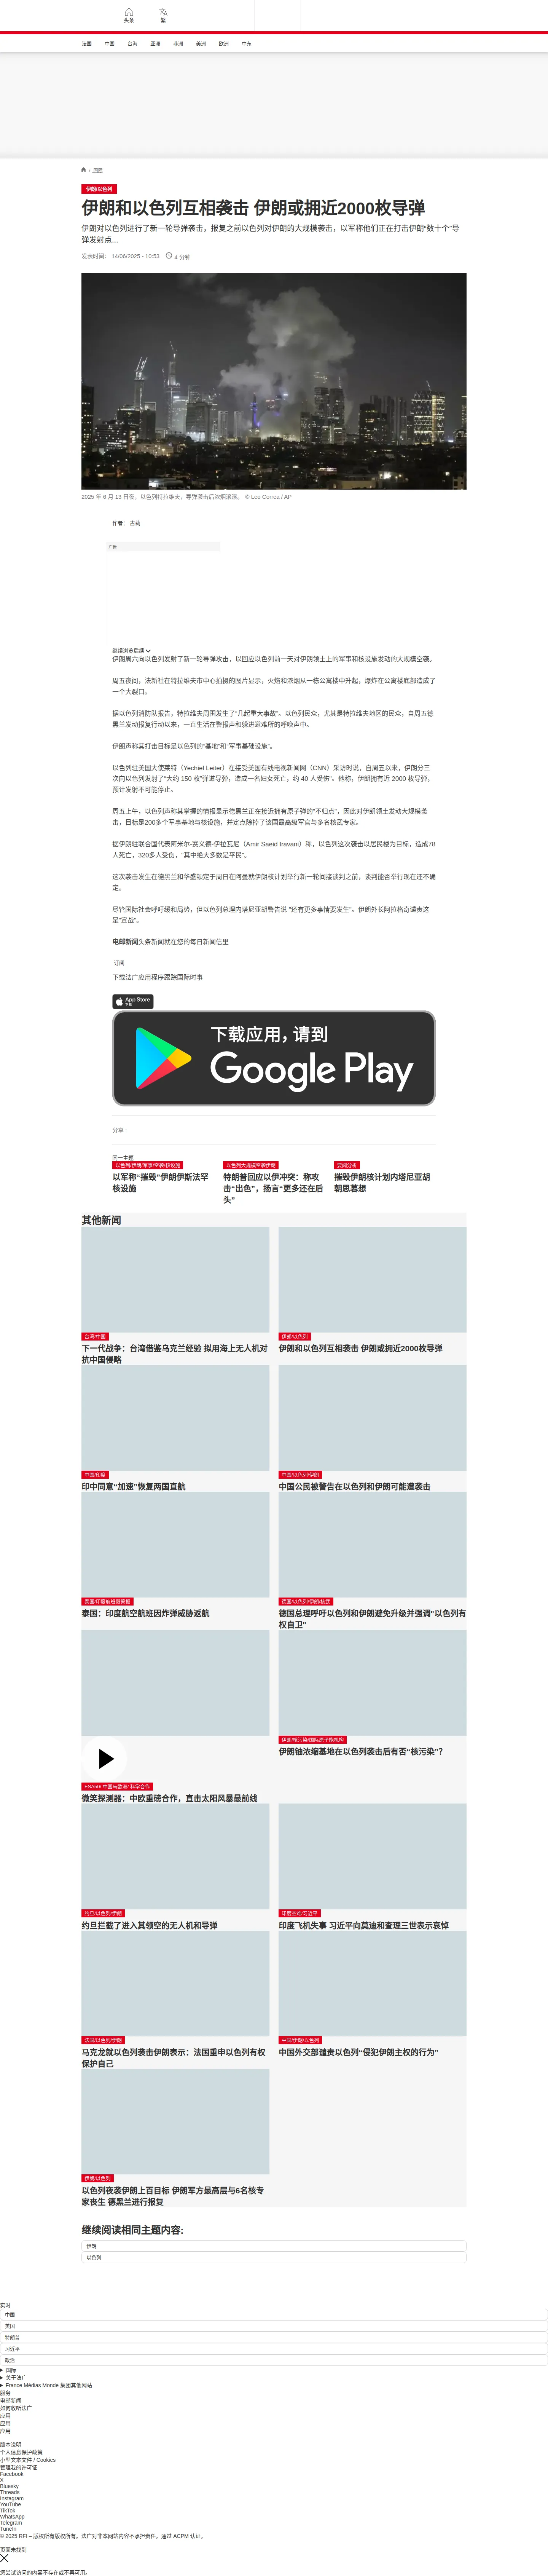 头条
繁
法国
中国
台海
亚洲
非洲
美洲
欧洲
中东
/ 国际
伊朗/以色列
伊朗和以色列互相袭击 伊朗或拥近2000枚导弹
伊朗对以色列进行了新一轮导弹袭击，报复之前以色列对伊朗的大规模袭击，以军称他们正在打击伊朗“数十个”导
弹发射点...
发表时间： 14/06/2025 - 10:53
4 分钟
2025 年 6 月 13 日夜，以色列特拉维夫，导弹袭击后浓烟滚滚。 © Leo Correa / AP
作者： 古莉
广告
继续浏览后续
伊朗周六向以色列发射了新一轮导弹攻击，以回应以色列前一天对伊朗领土上的军事和核设施发动的大规模空袭。
周五夜间，法新社在特拉维夫市中心拍摄的图片显示，火焰和浓烟从一栋公寓楼中升起，爆炸在公寓楼底部造成了
一个大裂口。
据以色列消防队报告，特拉维夫周围发生了“几起重大事故”。以色列民众，尤其是特拉维夫地区的民众，自周五德
黑兰发动报复行动以来，一直生活在警报声和躲进避难所的呼唤声中。
伊朗声称其打击目标是以色列的“基地”和“军事基础设施”。
以色列驻美国大使莱特（Yechiel Leiter）在接受美国有线电视新闻网（CNN）采访时说，自周五以来，伊朗分三
次向以色列发射了“大约 150 枚”弹道导弹，造成一名妇女死亡，约 40 人受伤”。他称，伊朗拥有近 2000 枚导弹，
预计发射不可能停止。
周五上午，以色列声称其掌握的情报显示德黑兰正在接近拥有原子弹的“不归点”，因此对伊朗领土发动大规模袭
击，目标是200多个军事基地与核设施，并定点除掉了该国最高级军官与多名核武专家。
据伊朗驻联合国代表阿米尔-赛义德-伊拉瓦尼（Amir Saeid Iravani）称，以色列这次袭击以居民楼为目标，造成78
人死亡，320多人受伤，"其中绝大多数是平民"。
这次袭击发生在德黑兰和华盛顿定于周日在阿曼就伊朗核计划举行新一轮间接谈判之前，谈判能否举行现在还不确
定。
尽管国际社会呼吁缓和局势，但以色列总理内塔尼亚胡警告说 “还有更多事情要发生”。伊朗外长阿拉格奇谴责这
是“宣战”。
电邮新闻头条新闻就在您的每日新闻信里
订阅
下载法广应用程序跟踪国际时事
App Store
下载
下载应用，请到
Google Play
分享 :
同一主题
以色列/伊朗/军事/空袭/核设施
以军称“摧毁”伊朗伊斯法罕
核设施
以色列大规模空袭伊朗
特朗普回应以伊冲突：称攻
击“出色”，扬言“更多还在后
头”
要闻分析
摧毁伊朗核计划内塔尼亚胡
朝思暮想
其他新闻
台湾/中国
下一代战争：台湾借鉴乌克兰经验 拟用海上无人机对
抗中国侵略
伊朗/以色列
伊朗和以色列互相袭击 伊朗或拥近2000枚导弹
中国/印度
印中同意“加速”恢复两国直航
中国/以色列/伊朗
中国公民被警告在以色列和伊朗可能遭袭击
泰国/印度航班假警报
泰国：印度航空航班因炸弹威胁返航
德国/以色列/伊朗/核武
德国总理呼吁以色列和伊朗避免升级并强调"以色列有
权自卫"
ESA50/ 中国与欧洲/ 科学合作
微笑探测器：中欧重磅合作，直击太阳风暴最前线
伊朗/核污染/国际原子能机构
伊朗铀浓缩基地在以色列袭击后有否“核污染”？
约旦/以色列/伊朗
约旦拦截了进入其领空的无人机和导弹
印度空难/习近平
印度飞机失事 习近平向莫迪和查理三世表示哀悼
法国/以色列/伊朗
马克龙就以色列袭击伊朗表示：法国重申以色列有权
保护自己
中国/伊朗/以色列
中国外交部谴责以色列“侵犯伊朗主权的行为”
伊朗/以色列
以色列夜袭伊朗上百目标 伊朗军方最高层与6名核专
家丧生 德黑兰进行报复
继续阅读相同主题内容:
伊朗
以色列
实时
中国
美国
特朗普
习近平
政治
国际
关于法广
France Médias Monde 集团其他网站
服务
电邮新闻
如何收听法广
应用
应用
应用
版本说明
个人信息保护政策
小型文本文件 / Cookies
管理我的许可证
Facebook
X
Bluesky
Threads
Instagram
YouTube
TikTok
WhatsApp
Telegram
TuneIn
© 2025 RFI – 版权所有版权所有。法广对非本网站内容不承担责任。通过 ACPM 认证。
页面未找到
您尝试访问的内容不存在或不再可用。